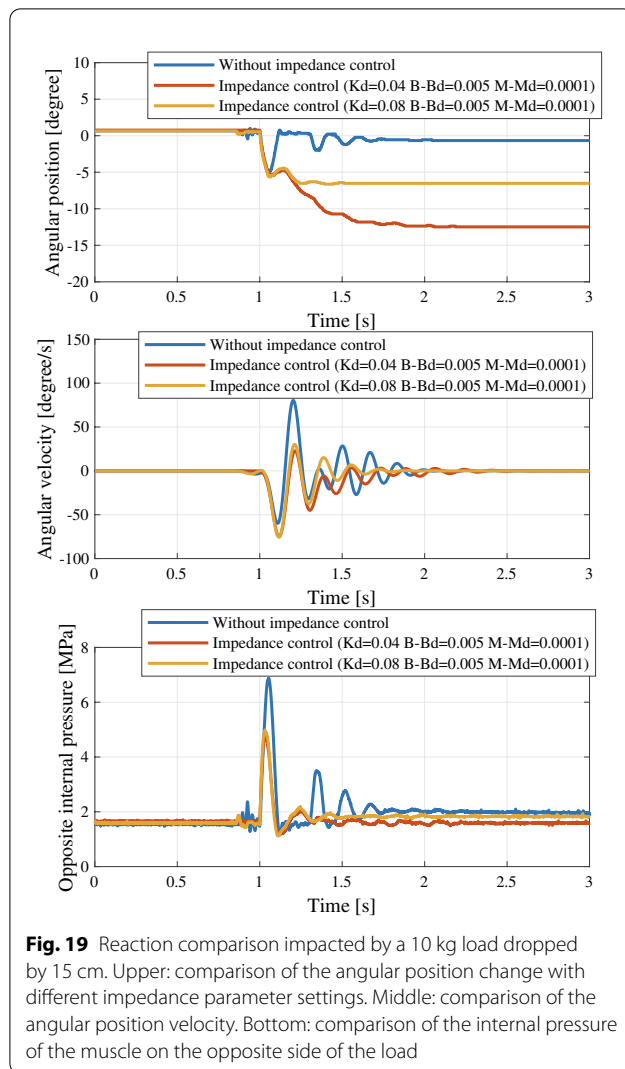 10
5
0
-5
-10
-15
-20
Angular position [degree]
Without impedance control
Impedance control (Kd=0.04 B-Bd=0.005 M-Md=0.0001)
Impedance control (Kd=0.08 B-Bd=0.005 M-Md=0.0001)
0 0.5 1 1.5 2 2.5 3
Time [s]
150
100
50
0
-50
-100
Angular velocity [degree/s]
Without impedance control
Impedance control (Kd=0.04 B-Bd=0.005 M-Md=0.0001)
Impedance control (Kd=0.08 B-Bd=0.005 M-Md=0.0001)
0 0.5 1 1.5 2 2.5 3
Time [s]
8
6
4
2
0
Opposite internal pressure [MPa]
Without impedance control
Impedance control (Kd=0.04 B-Bd=0.005 M-Md=0.0001)
Impedance control (Kd=0.08 B-Bd=0.005 M-Md=0.0001)
0 0.5 1 1.5 2 2.5 3
Time [s]
Fig. 19 Reaction comparison impacted by a 10 kg load dropped
by 15 cm. Upper: comparison of the angular position change with
different impedance parameter settings. Middle: comparison of the
angular position velocity. Bottom: comparison of the internal pressure
of the muscle on the opposite side of the load